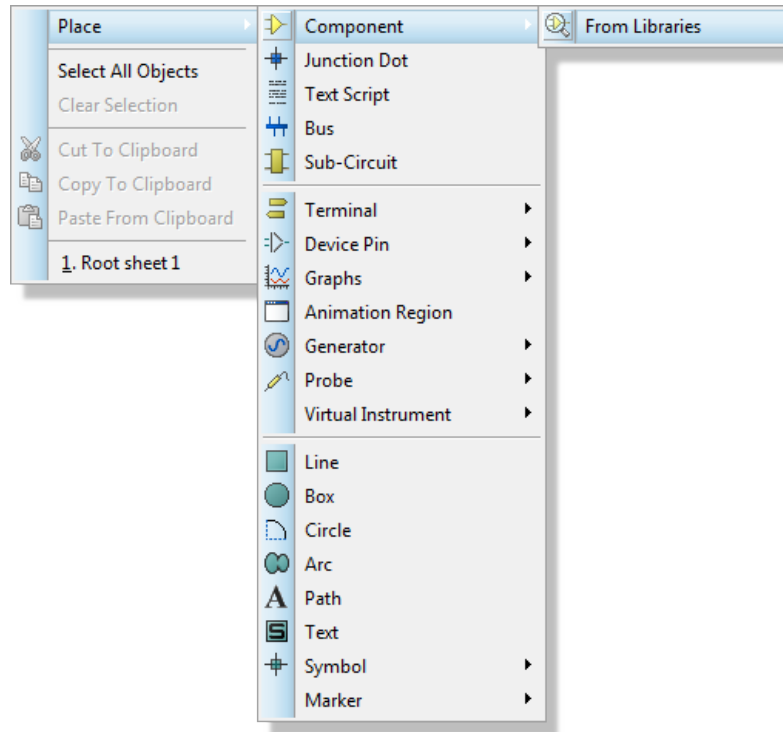 Place
Select All Objects
Clear Selection
Cut To Clipboard
Copy To Clipboard
Paste From Clipboard
1. Root sheet 1
Component
Junction Dot
Text Script
Bus
Sub-Circuit
Terminal
Device Pin
Graphs
Animation Region
Generator
Probe
Virtual Instrument
Line
Box
Circle
Arc
A Path
S Text
Symbol
Marker
From Libraries